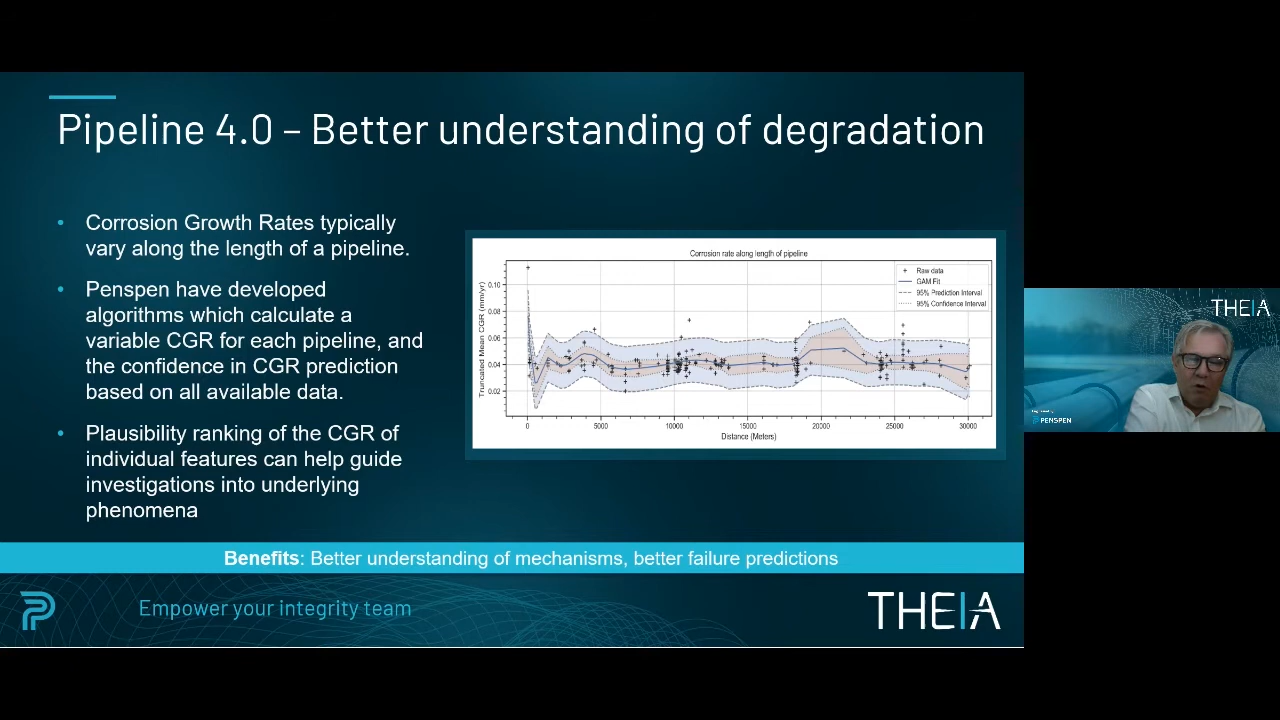 Pipeline 4.0 – Better understanding of degradation
• Corrosion Growth Rates typically
vary along the length of a pipeline.
• Penspen have developed
algorithms which calculate a
variable CGR for each pipeline, and
the confidence in CGR prediction
based on all available data.
• Plausibility ranking of the CGR of
individual features can help guide
investigations into underlying
phenomena
Corrosion rate along length of pipeline
Truncated Mean CGR (mm/yr)
0.10
0.08
0.06
0.04
0.02
Raw data
GAM Fit
95% Prediction Interval
95% Confidence Interval
0 5000 10000 15000 20000 25000 30000
Distance (Meters)
Benefits: Better understanding of mechanisms, better failure predictions
Empower your integrity team
THEIA
THEIA
PENSPEN